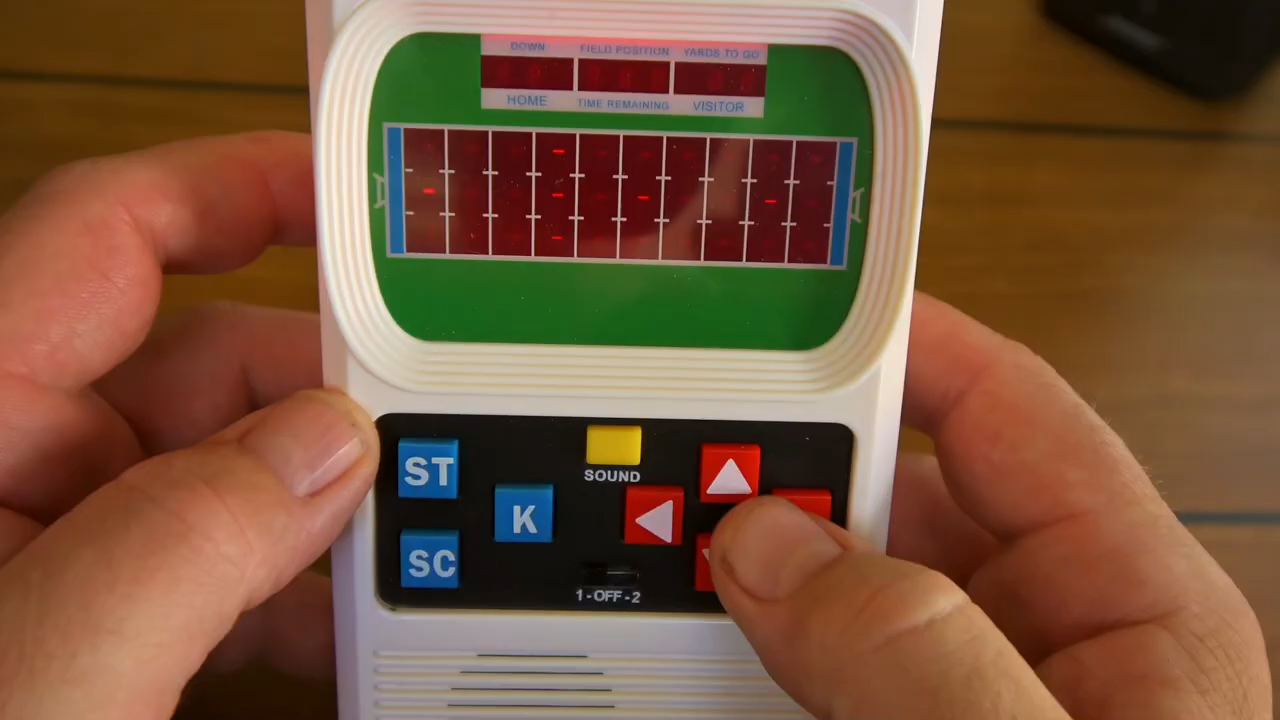 DOWN FIELD POSITION YARDS TO GO
HOME TIME REMAINING VISITOR
ST
SOUND
K
SC
1-OFF-2